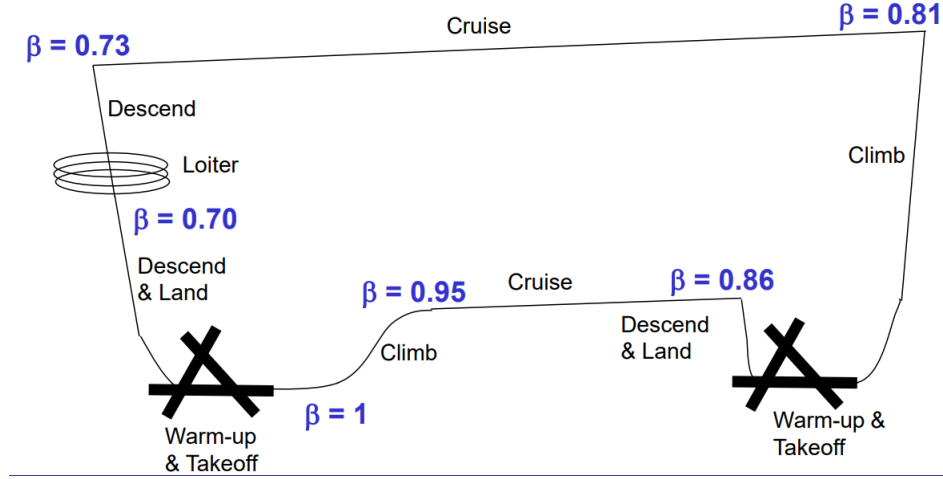 Cruise
β = 0.81
β = 0.73
Descend
Climb
Loiter
β = 0.70
Descend
& Land
β = 0.95
Cruise
β = 0.86
Descend
& Land
Climb
β = 1
Warm-up
& Takeoff
Warm-up &
Takeoff